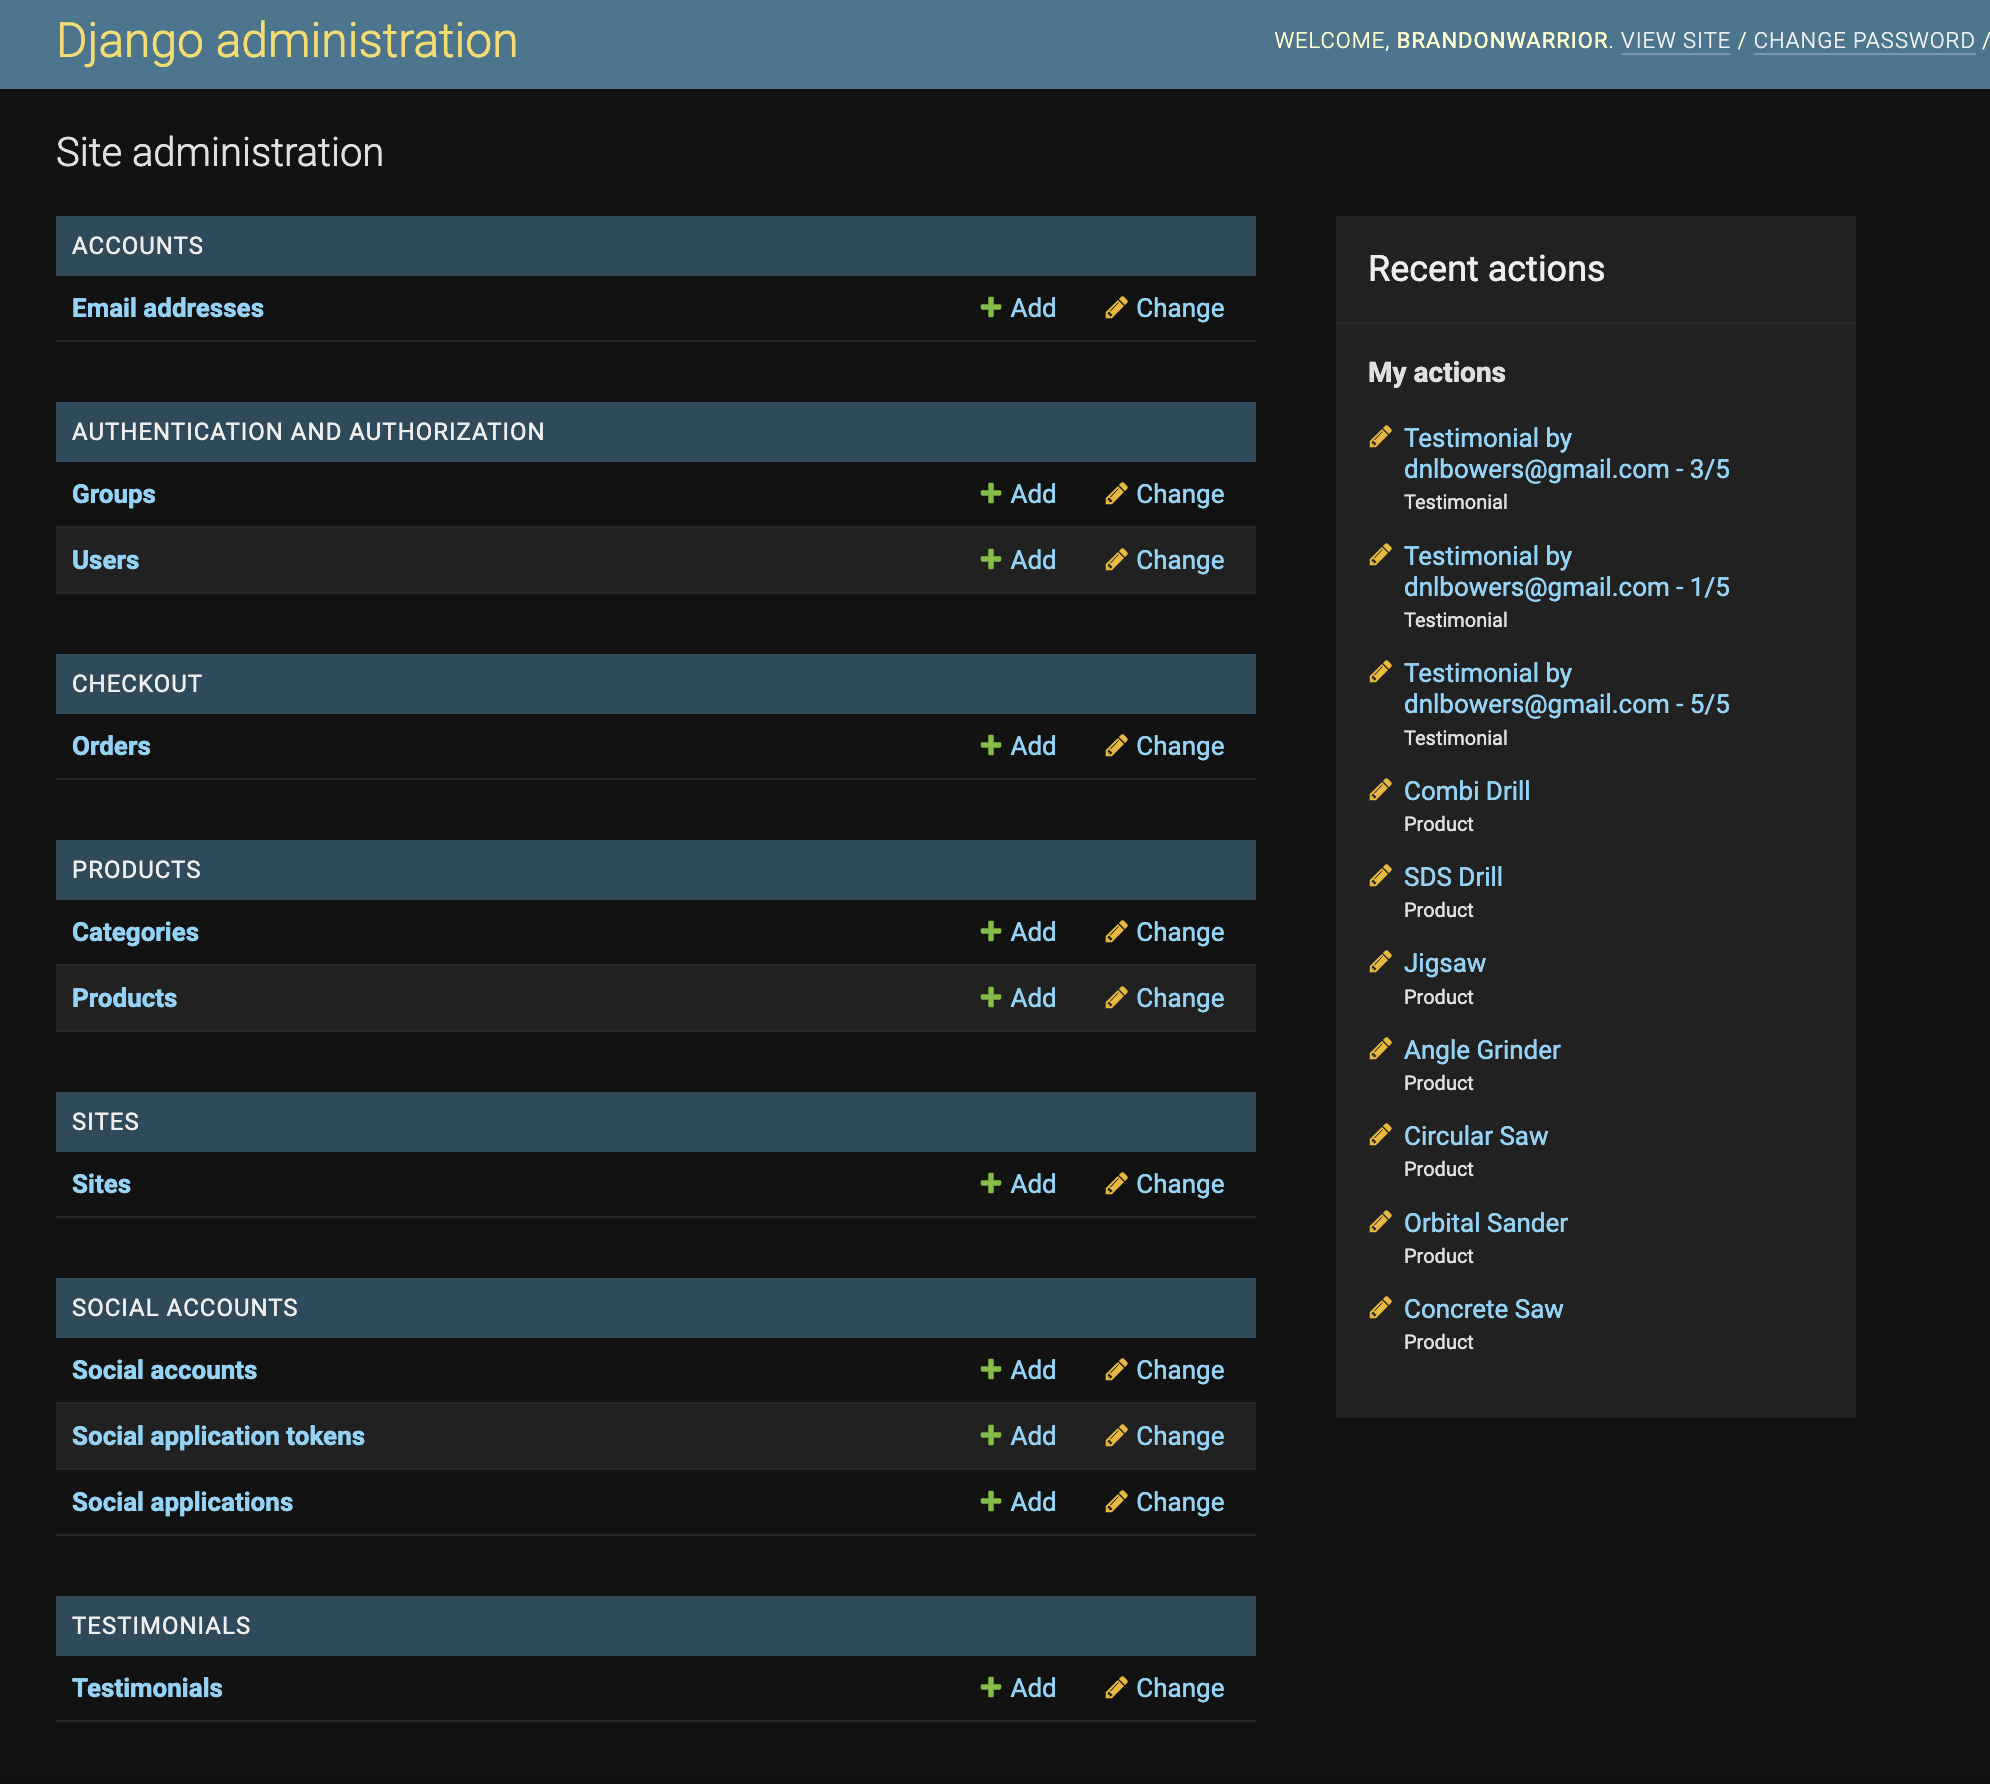 Django administration
WELCOME, BRANDONWARRIOR. VIEW SITE / CHANGE PASSWORD /
Site administration
ACCOUNTS
Email addresses Add Change
AUTHENTICATION AND AUTHORIZATION
Groups Add Change
Users Add Change
CHECKOUT
Orders Add Change
PRODUCTS
Categories Add Change
Products Add Change
SITES
Sites Add Change
SOCIAL ACCOUNTS
Social accounts Add Change
Social application tokens Add Change
Social applications Add Change
TESTIMONIALS
Testimonials Add Change
Recent actions
My actions
Testimonial by
dnlbowers@gmail.com - 3/5
Testimonial
Testimonial by
dnlbowers@gmail.com - 1/5
Testimonial
Testimonial by
dnlbowers@gmail.com - 5/5
Testimonial
Combi Drill
Product
SDS Drill
Product
Jigsaw
Product
Angle Grinder
Product
Circular Saw
Product
Orbital Sander
Product
Concrete Saw
Product